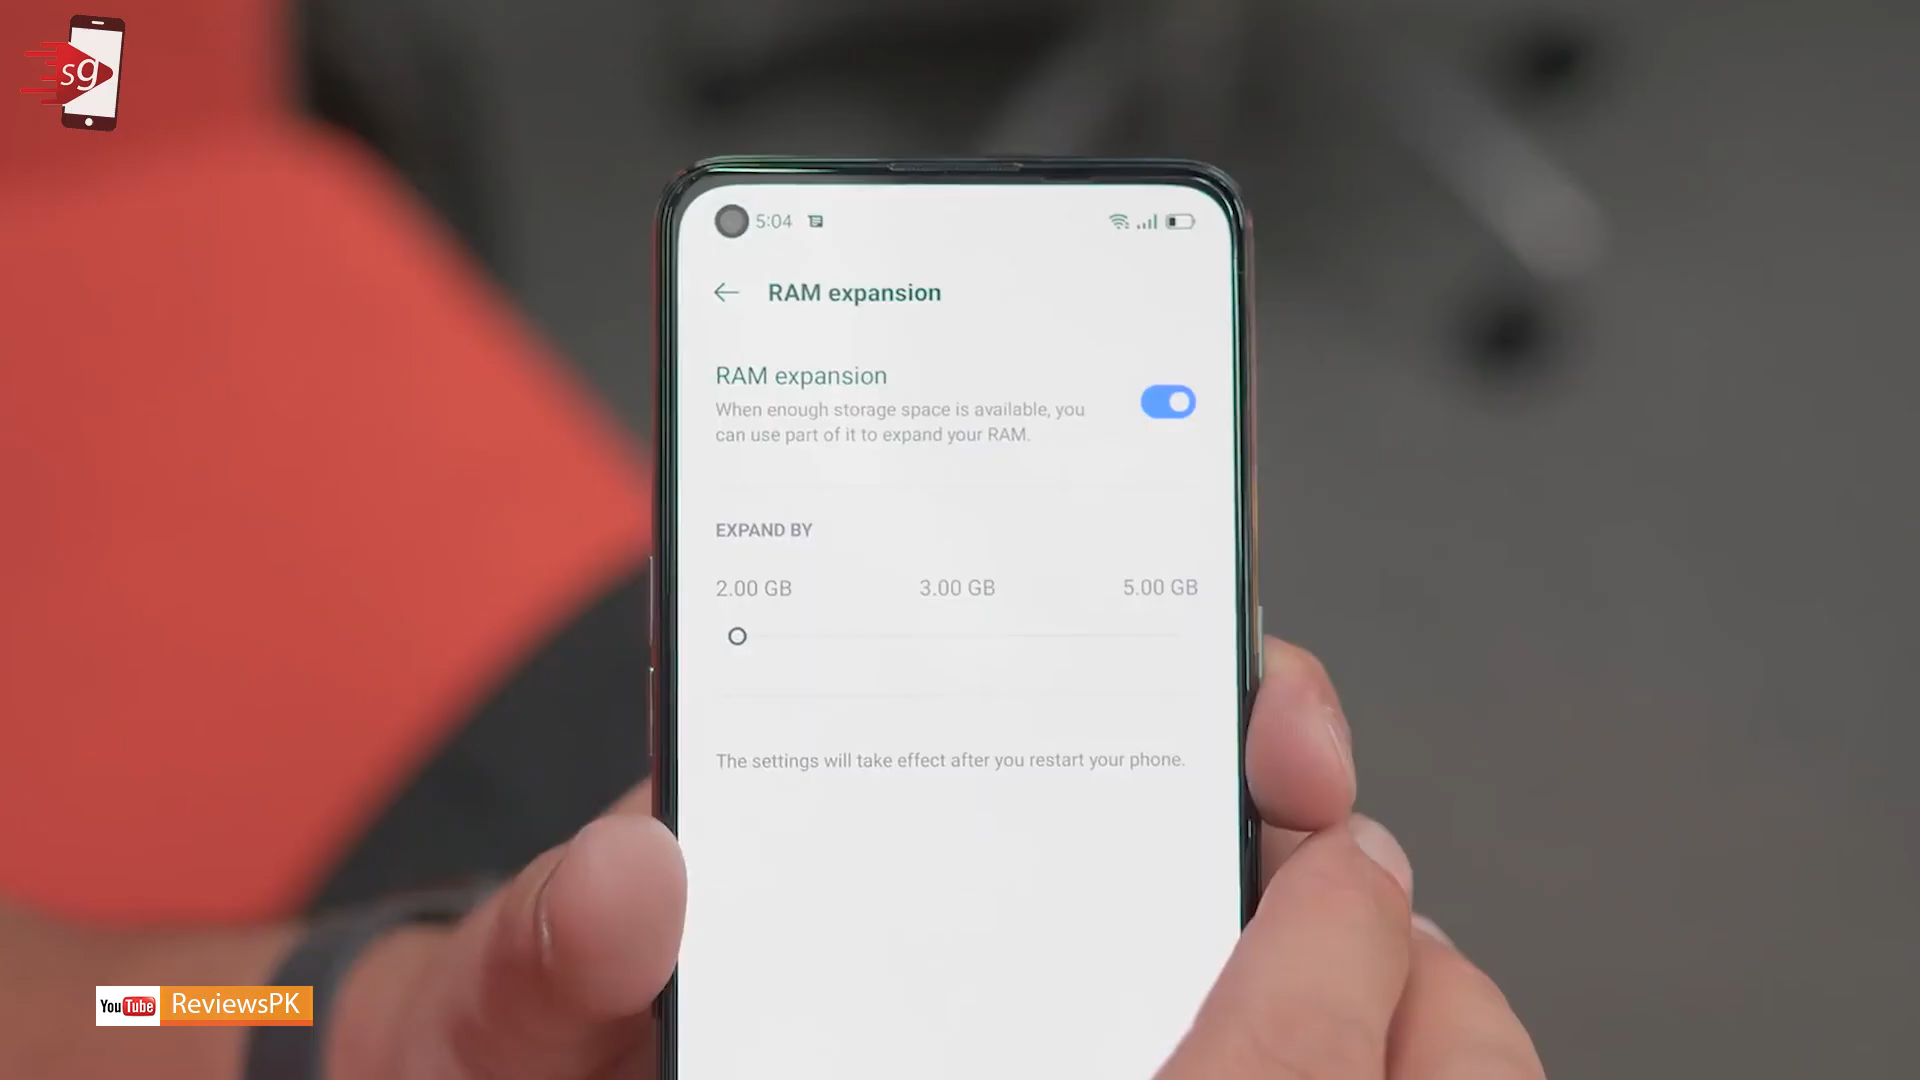 sg
5:04
RAM expansion
RAM expansion
When enough storage space is available, you
can use part of it to expand your RAM.
EXPAND BY
2.00 GB 3.00 GB 5.00 GB
The settings will take effect after you restart your phone.
YouTube ReviewsPK